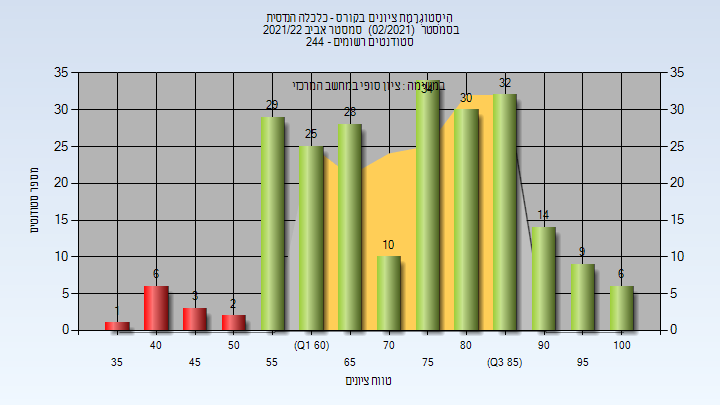 היסטוגרמת ציונים בקורס - כלכלה הנדסית
בסמסטר (02/2021) סמסטר אביב 2021/22
סטודנטים רשומים - 244
במשימה : ציון סופי במחשב המרכזי
מספר סטודנטים
35 30 25 20 15 10 5 0
35 30 25 20 15 10 5 0
1 6 3 2 29 25 28 10 34 30 32 14 9 6
40 50 (Q1 60) 70 80 90 100
35 45 55 65 75 (Q3 85) 95
טווח ציונים